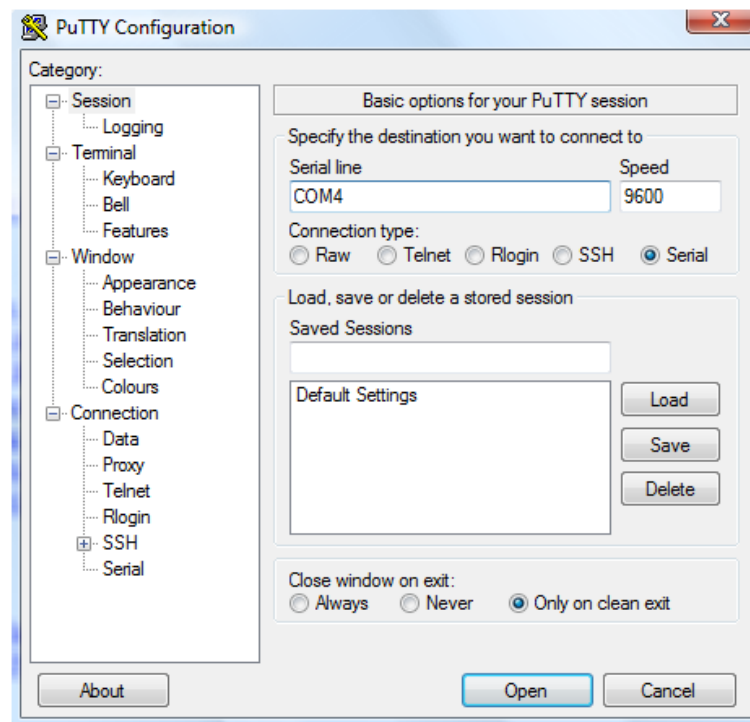 PuTTY Configuration
X
Category:
Session
Logging
Terminal
Keyboard
Bell
Features
Window
Appearance
Behaviour
Translation
Selection
Colours
Connection
Data
Proxy
Telnet
Rlogin
SSH
Serial
Basic options for your PuTTY session
Specify the destination you want to connect to
Serial line Speed
COM4 9600
Connection type:
Raw Telnet Rlogin SSH Serial
Load, save or delete a stored session
Saved Sessions
Default Settings
Load
Save
Delete
Close window on exit:
Always Never Only on clean exit
About Open Cancel